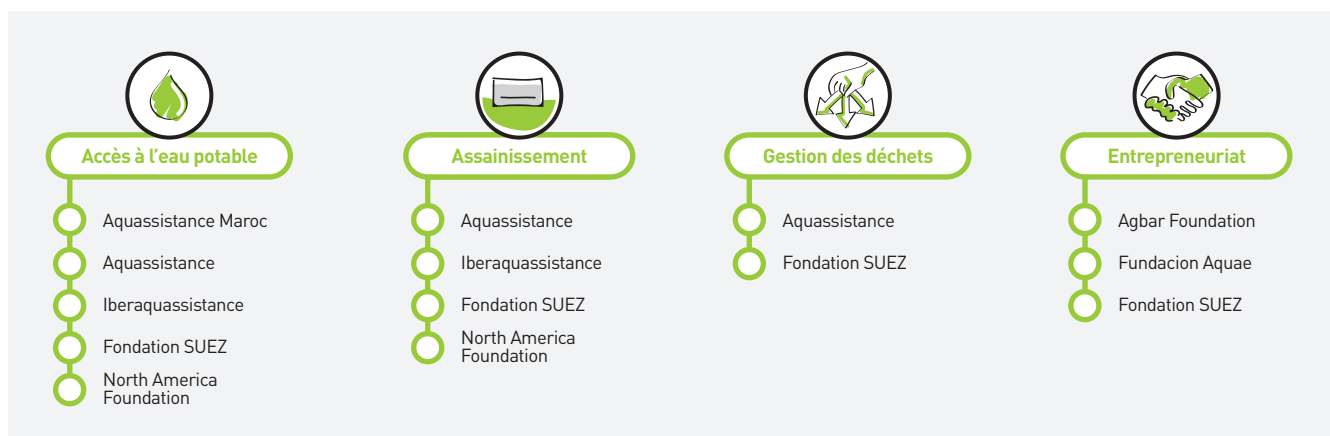 Accès à l'eau potable
Aquassistance Maroc
Aquassistance
Iberaquassistance
Fondation SUEZ
North America
Foundation
Assainissement
Aquassistance
Iberaquassistance
Fondation SUEZ
North America
Foundation
Gestion des déchets
Aquassistance
Fondation SUEZ
Entrepreneuriat
Agbar Foundation
Fundacion Aquae
Fondation SUEZ